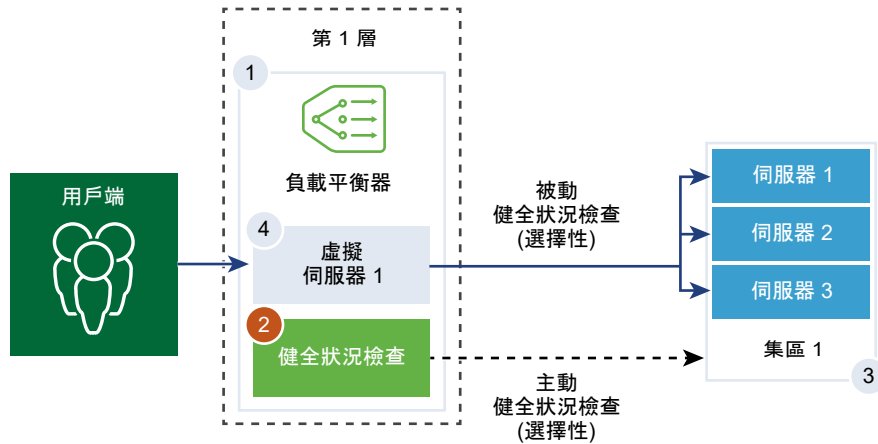 第 1 層
1
負載平衡器
用戶端
4
虛擬
伺服器 1
2
健全狀況檢查
被動
健全狀況檢查
(選擇性)
主動
健全狀況檢查
(選擇性)
伺服器 1
伺服器 2
伺服器 3
集區 1
3